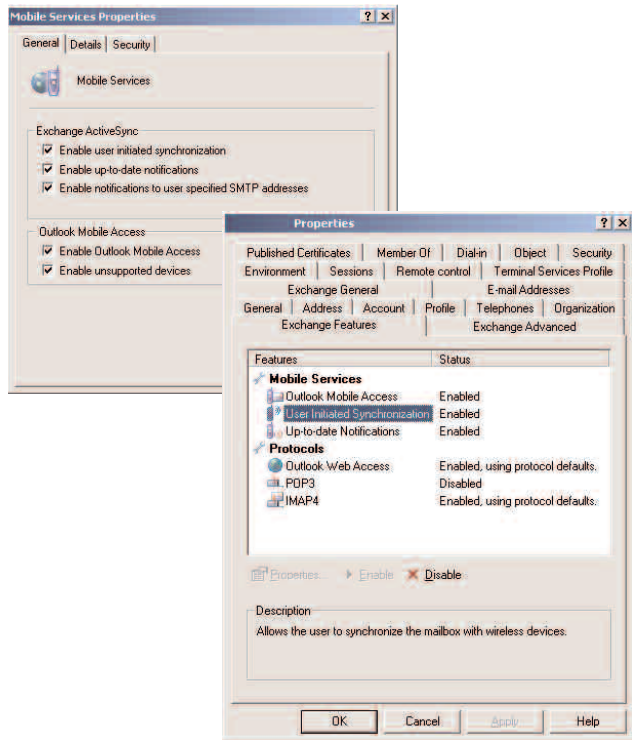 Mobile Services Properties
General Details Security
Mobile Services
Exchange ActiveSync
Enable user initiated synchronization
Enable up-to-date notifications
Enable notifications to user specified SMTP addresses
Outlook Mobile Access
Enable Outlook Mobile Access
Enable unsupported devices
Properties
Published Certificates Member Of Dial-in Object Security
Environment Sessions Remote control Terminal Services Profile
Exchange General E-mail Addresses
General Address Account Profile Telephones Organization
Exchange Features Exchange Advanced
Features Status
Mobile Services
Outlook Mobile Access Enabled
User Initiated Synchronization Enabled
Up-to-date Notifications Enabled
Protocols
Outlook Web Access Enabled, using protocol defaults.
POP3 Disabled
IMAP4 Enabled, using protocol defaults.
Properties... Enable Disable
Description
Allows the user to synchronize the mailbox with wireless devices.
OK Cancel Apply Help